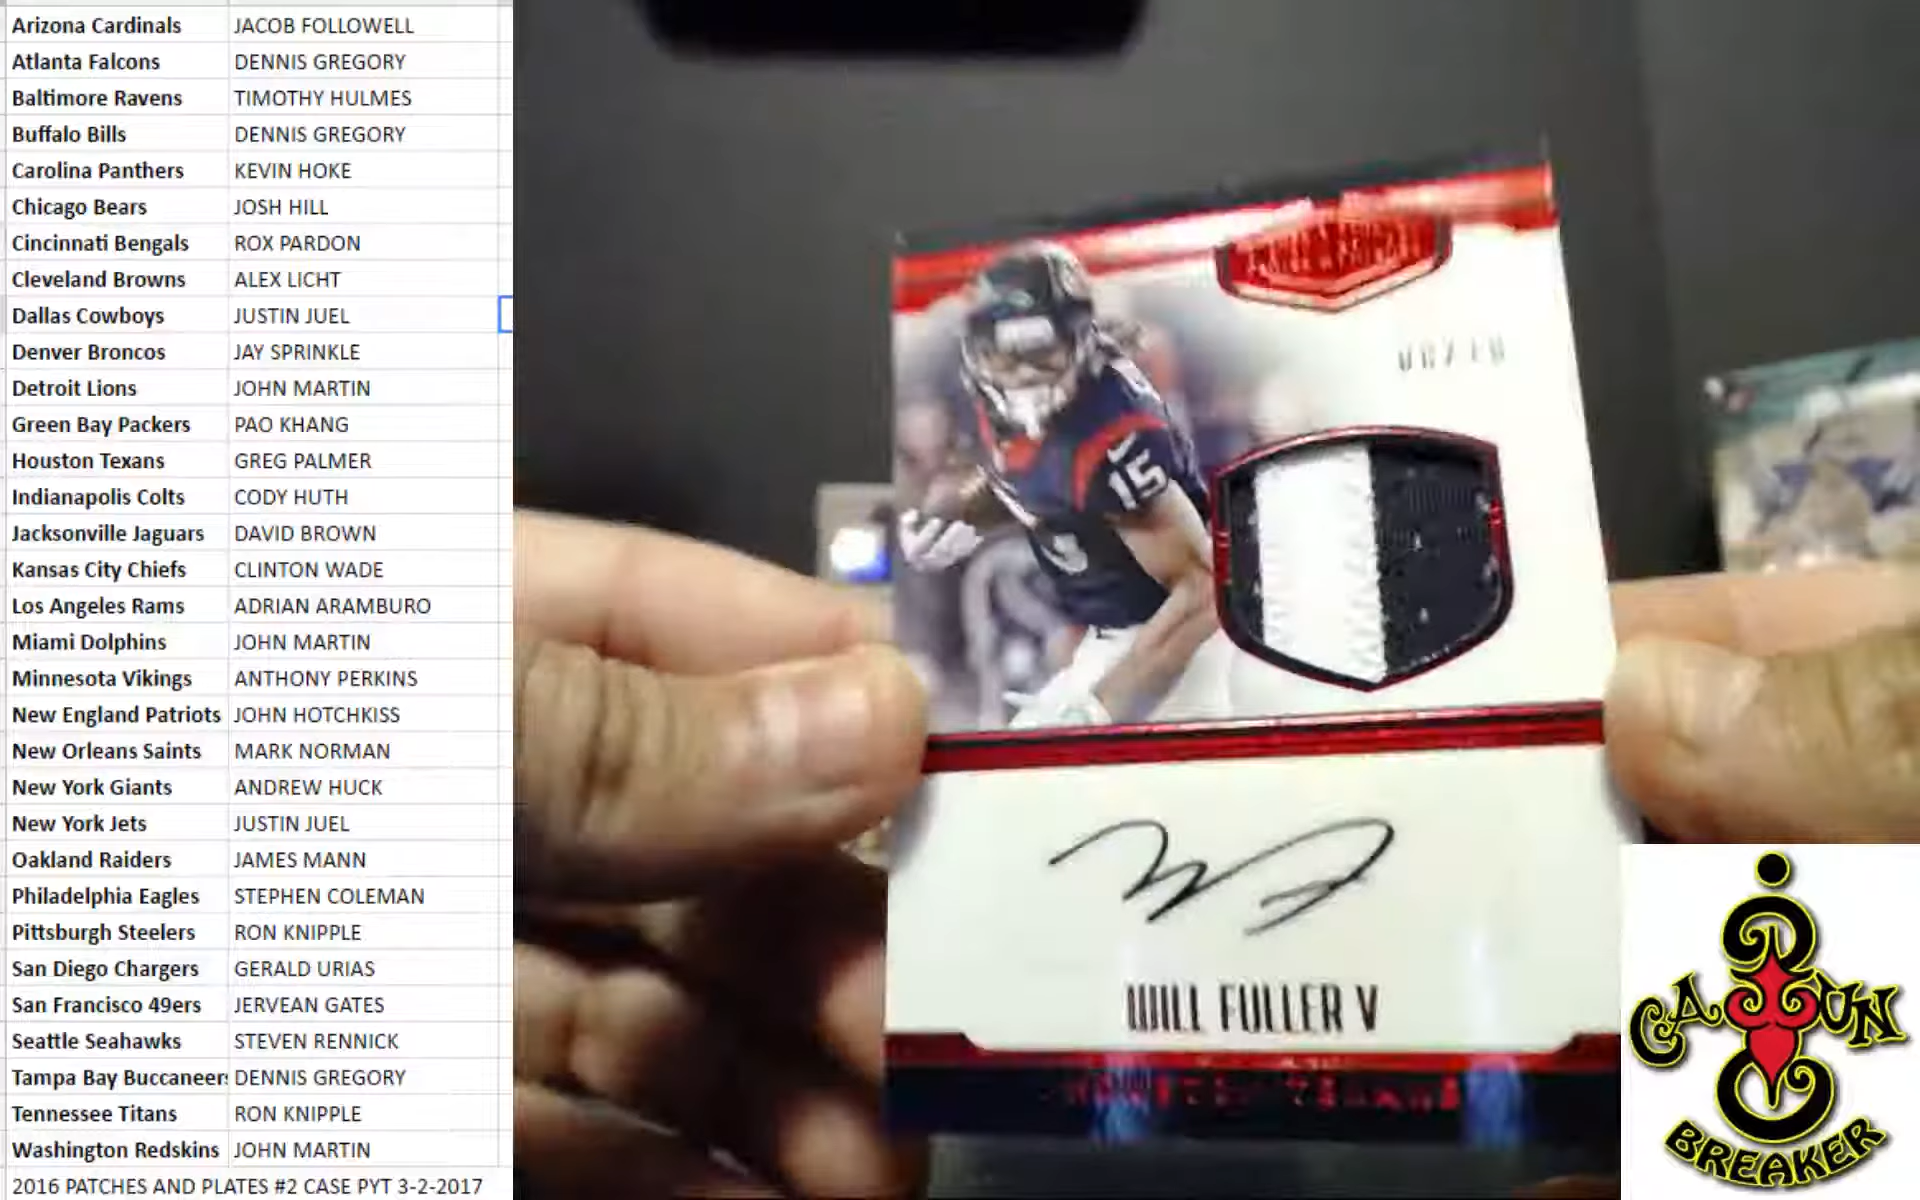 Arizona Cardinals JACOB FOLLOWELL
Atlanta Falcons DENNIS GREGORY
Baltimore Ravens TIMOTHY HULMES
Buffalo Bills DENNIS GREGORY
Carolina Panthers KEVIN HOKE
Chicago Bears JOSH HILL
Cincinnati Bengals ROX PARDON
Cleveland Browns ALEX LICHT
Dallas Cowboys JUSTIN JUEL
Denver Broncos JAY SPRINKLE
Detroit Lions JOHN MARTIN
Green Bay Packers PAO KHANG
Houston Texans GREG PALMER
Indianapolis Colts CODY HUTH
Jacksonville Jaguars DAVID BROWN
Kansas City Chiefs CLINTON WADE
Los Angeles Rams ADRIAN ARAMBURO
Miami Dolphins JOHN MARTIN
Minnesota Vikings ANTHONY PERKINS
New England Patriots JOHN HOTCHKISS
New Orleans Saints MARK NORMAN
New York Giants ANDREW HUCK
New York Jets JUSTIN JUEL
Oakland Raiders JAMES MANN
Philadelphia Eagles STEPHEN COLEMAN
Pittsburgh Steelers RON KNIPPLE
San Diego Chargers GERALD URIAS
San Francisco 49ers JERVEAN GATES
Seattle Seahawks STEVEN RENNICK
Tampa Bay Buccaneers DENNIS GREGORY
Tennessee Titans RON KNIPPLE
Washington Redskins JOHN MARTIN
2016 PATCHES AND PLATES #2 CASE PYT 3-2-2017
15
WILL FULLER V
CAJUN
BREAKER